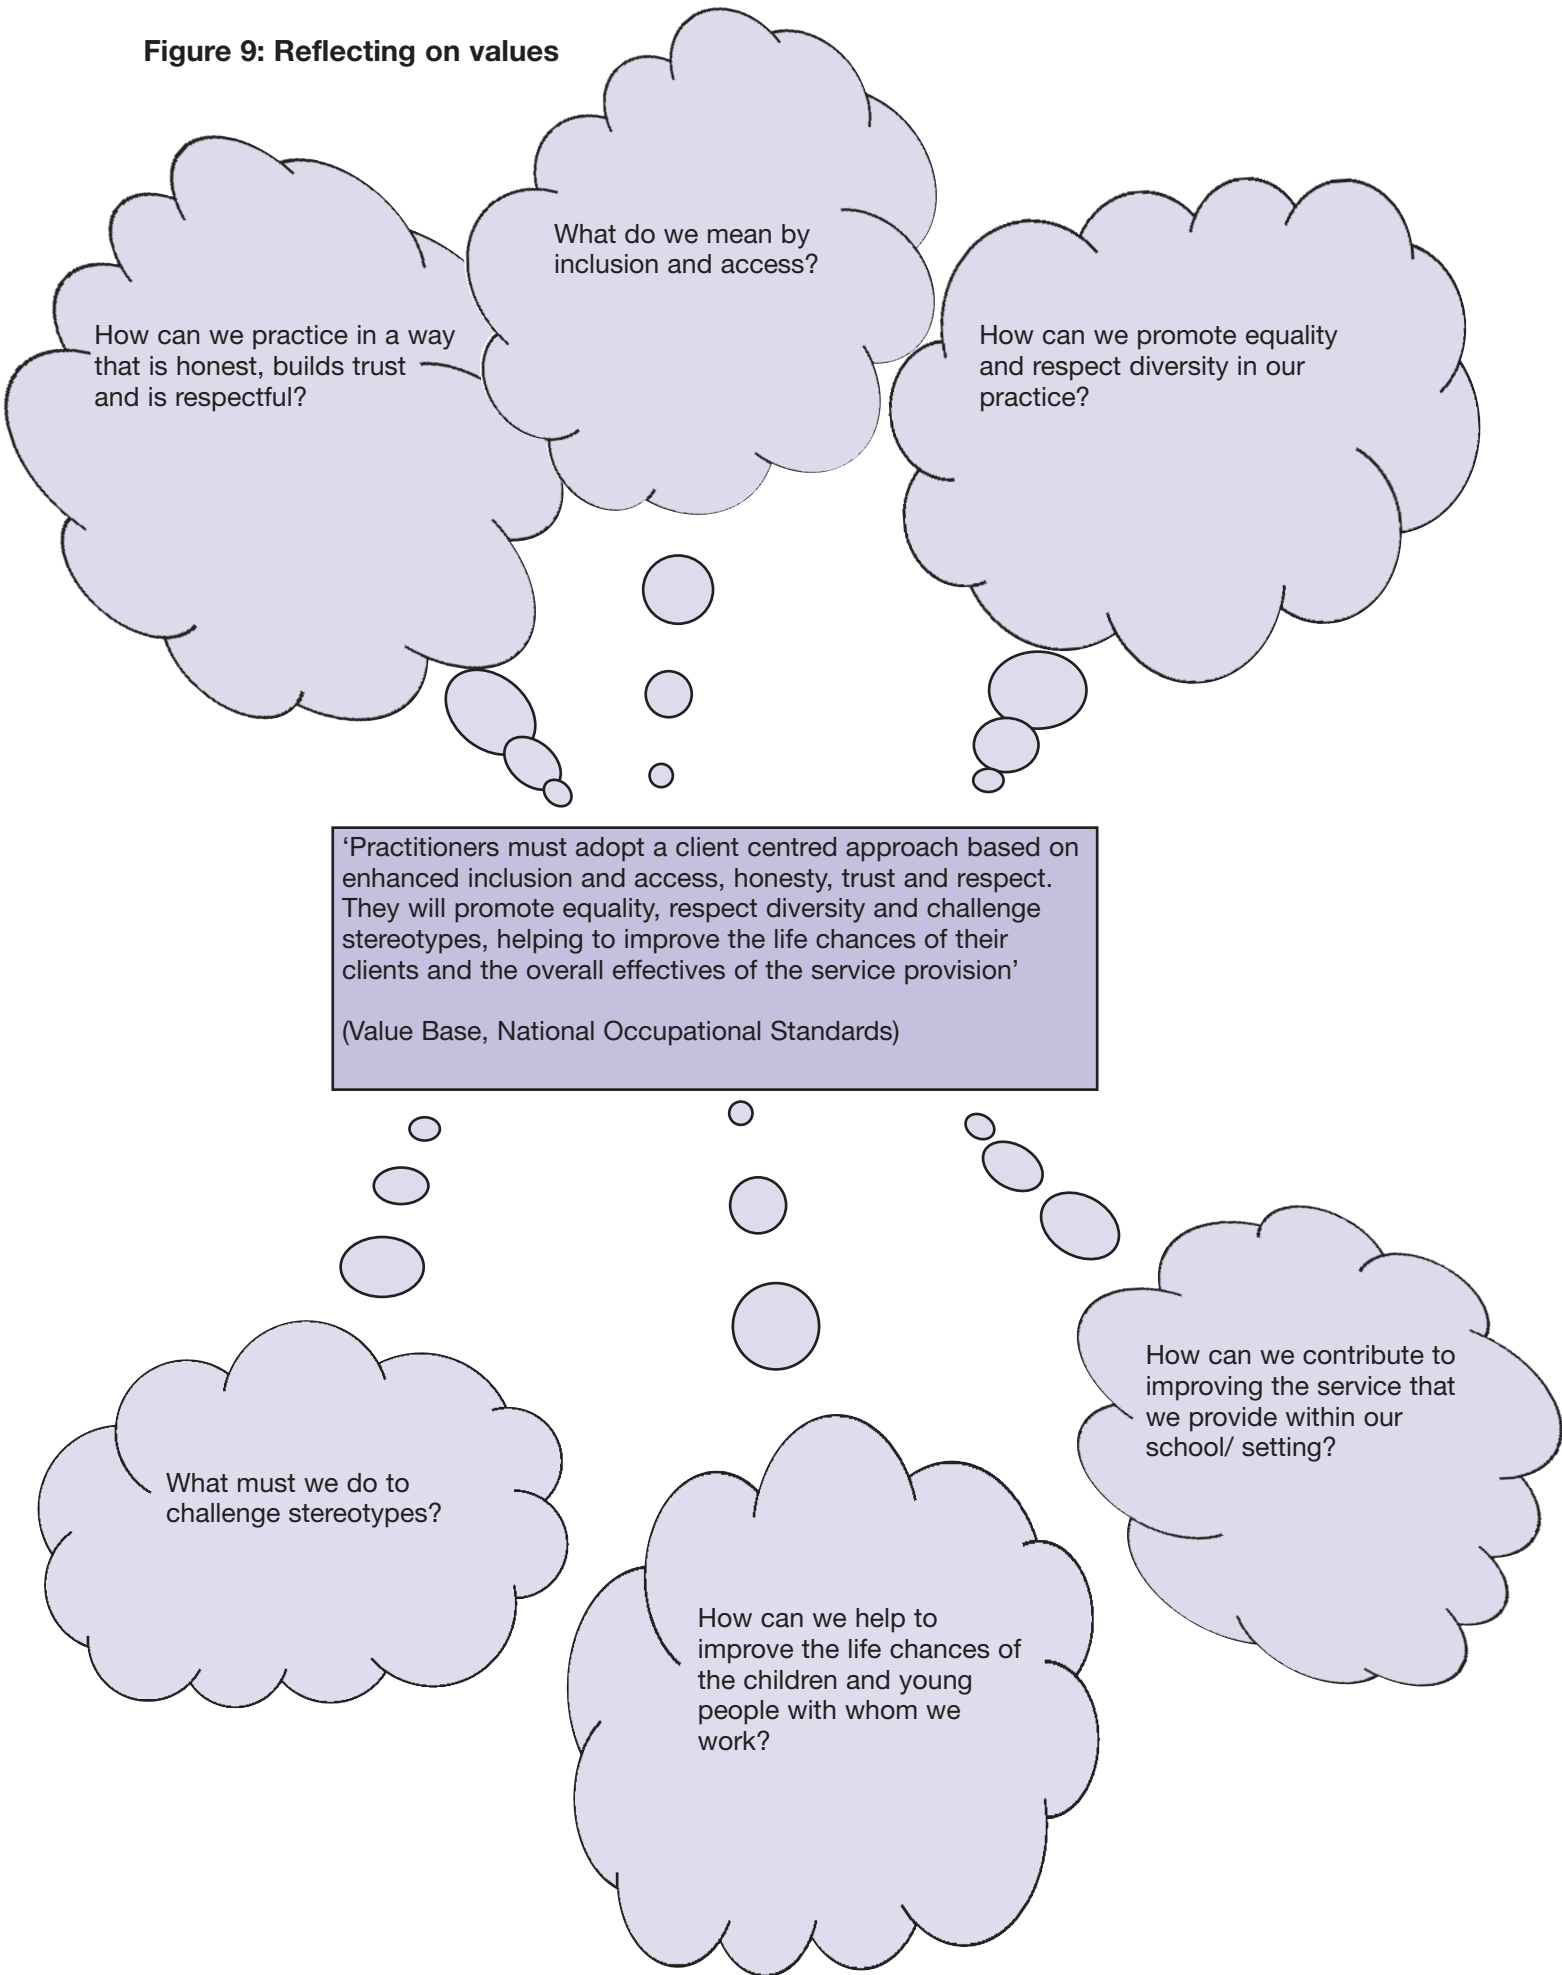 Figure 9: Reflecting on values
What do we mean by
inclusion and access?
How can we practice in a way
that is honest, builds trust
and is respectful?
How can we promote equality
and respect diversity in our
practice?
‘Practitioners must adopt a client centred approach based on
enhanced inclusion and access, honesty, trust and respect.
They will promote equality, respect diversity and challenge
stereotypes, helping to improve the life chances of their
clients and the overall effectives of the service provision’
(Value Base, National Occupational Standards)
How can we contribute to
improving the service that
we provide within our
school/ setting?
What must we do to
challenge stereotypes?
How can we help to
improve the life chances of
the children and young
people with whom we
work?